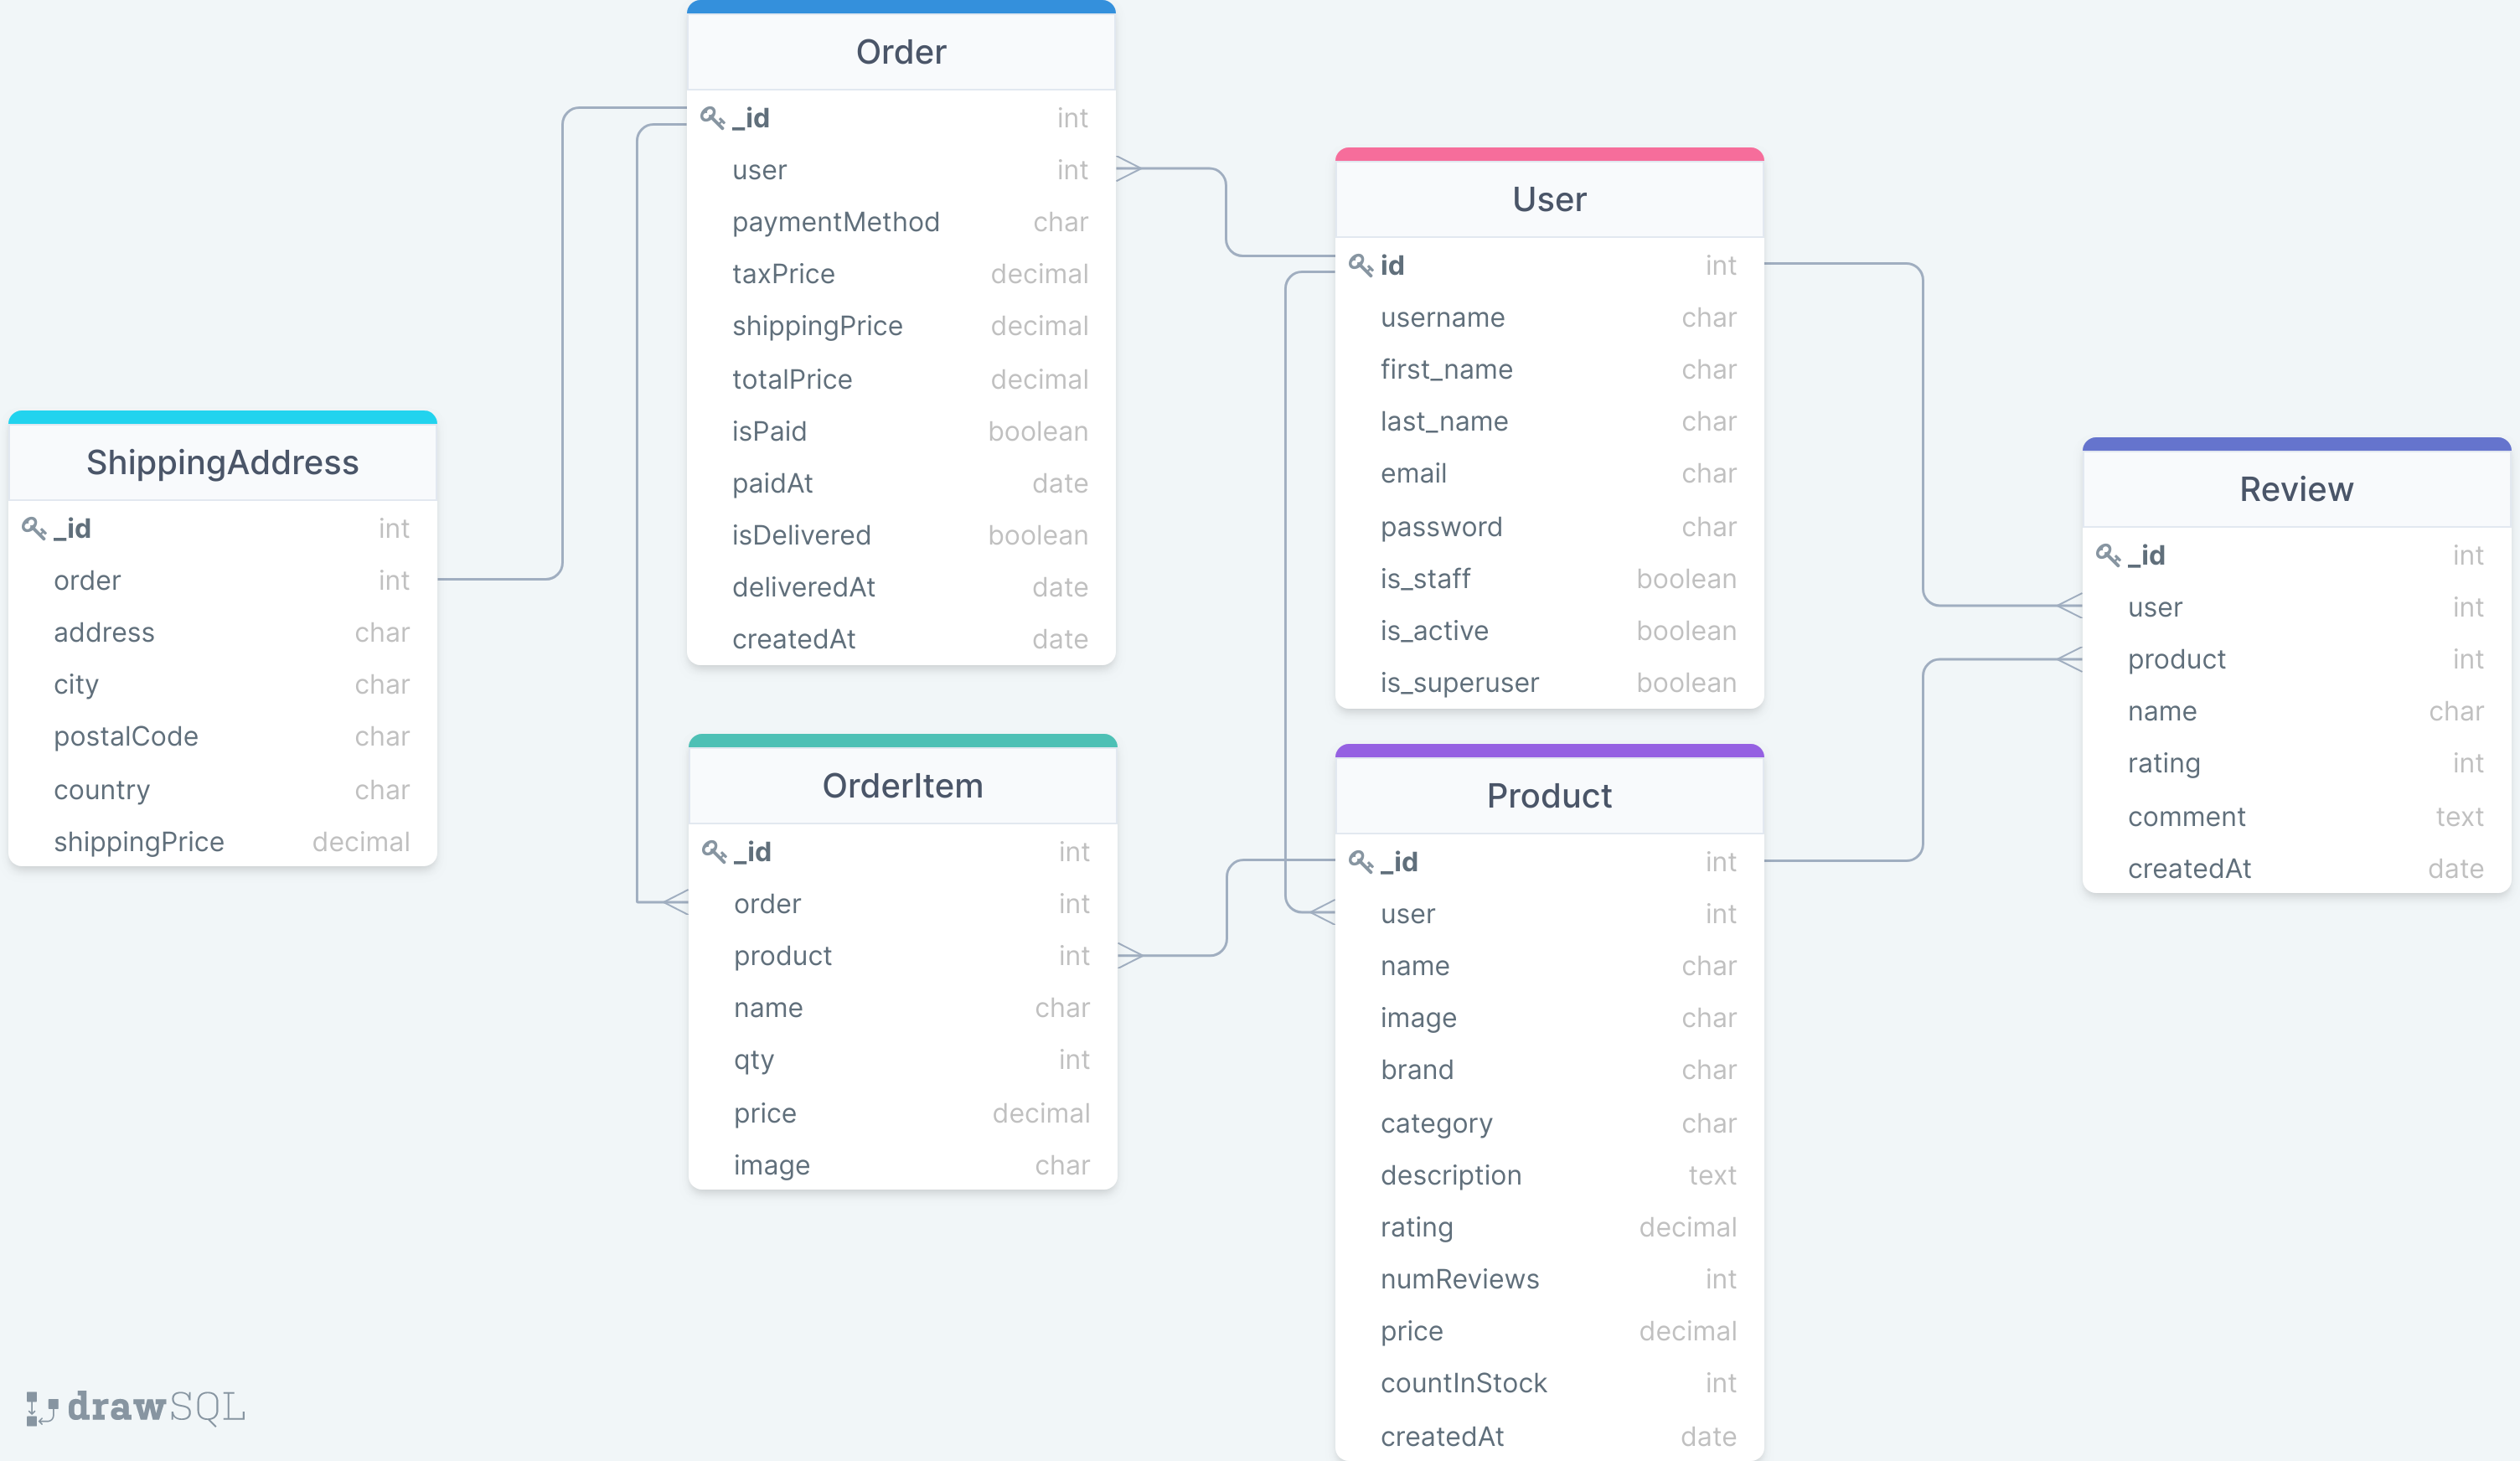 Order
_id int
user int
paymentMethod char
taxPrice decimal
shippingPrice decimal
totalPrice decimal
isPaid boolean
paidAt date
isDelivered boolean
deliveredAt date
createdAt date
User
id int
username char
first_name char
last_name char
email char
password char
is_staff boolean
is_active boolean
is_superuser boolean
ShippingAddress
_id int
order int
address char
city char
postalCode char
country char
shippingPrice decimal
Review
_id int
user int
product int
name char
rating int
comment text
createdAt date
OrderItem
_id int
order int
product int
name char
qty int
price decimal
image char
Product
_id int
user int
name char
image char
brand char
category char
description text
rating decimal
numReviews int
price decimal
countInStock int
createdAt date
drawSQL